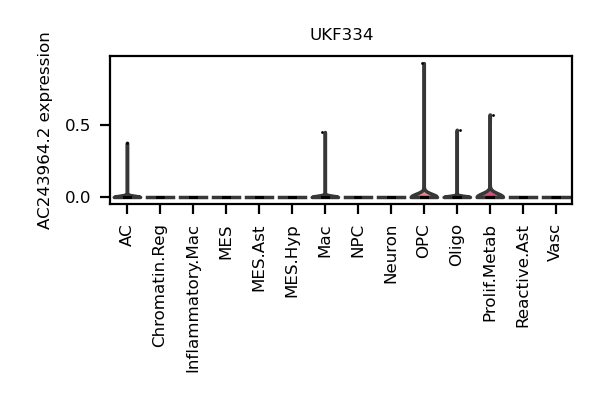 UKF334
AC243964.2 expression
0.5
0.0
AC
Chromatin.Reg
Inflammatory.Mac
MES
MES.Ast
MES.Hyp
Mac
NPC
Neuron
OPC
Oligo
Prolif.Metab
Reactive.Ast
Vasc